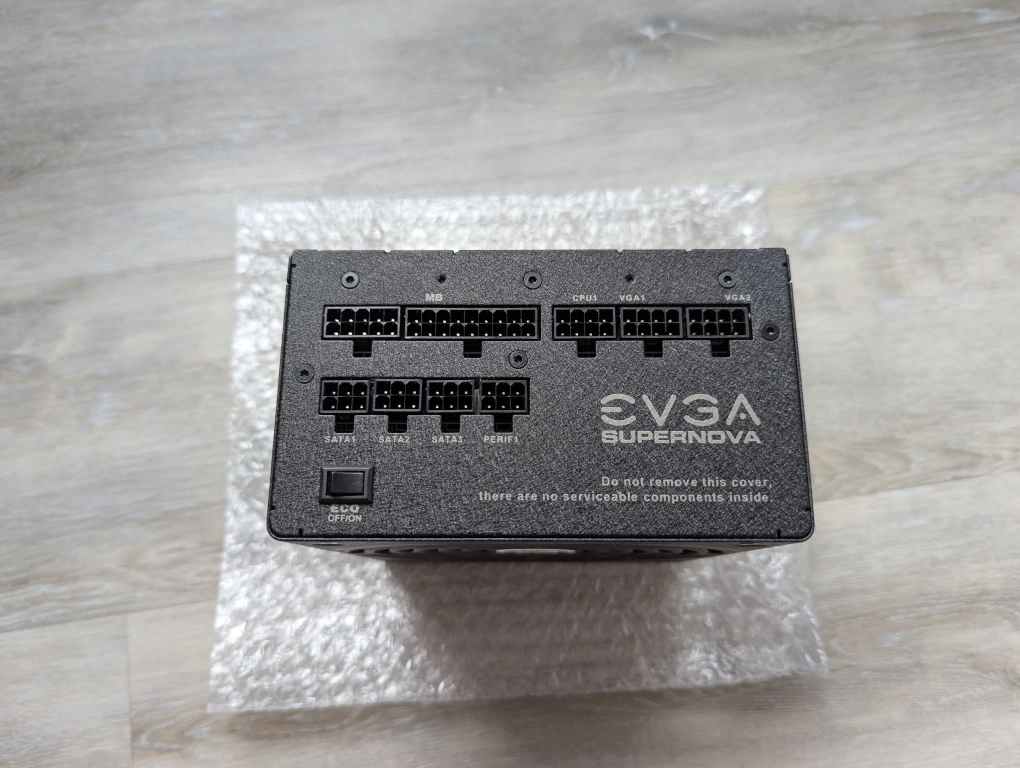 MB
CPU1 VGA1 VGA2
SATA1 SATA2 SATA3 PERIF1
EVGA
SUPERNOVA
Do not remove this cover,
there are no serviceable components inside.
ECO
OFF/ON